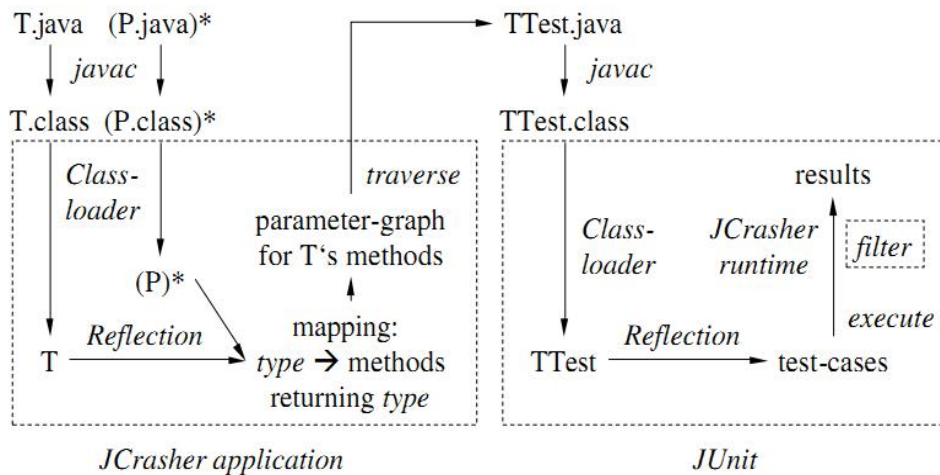 T.java (P.java)* TTest.java
javac javac
T.class (P.class)* TTest.class
Class-
loader
traverse
parameter-graph
for T‘s methods
(P)*
mapping:
Reflection
T type → methods
returning type
results
Class-
loader
JCrasher
runtime
filter
execute
Reflection
TTest test-cases
JCrasher application JUnit